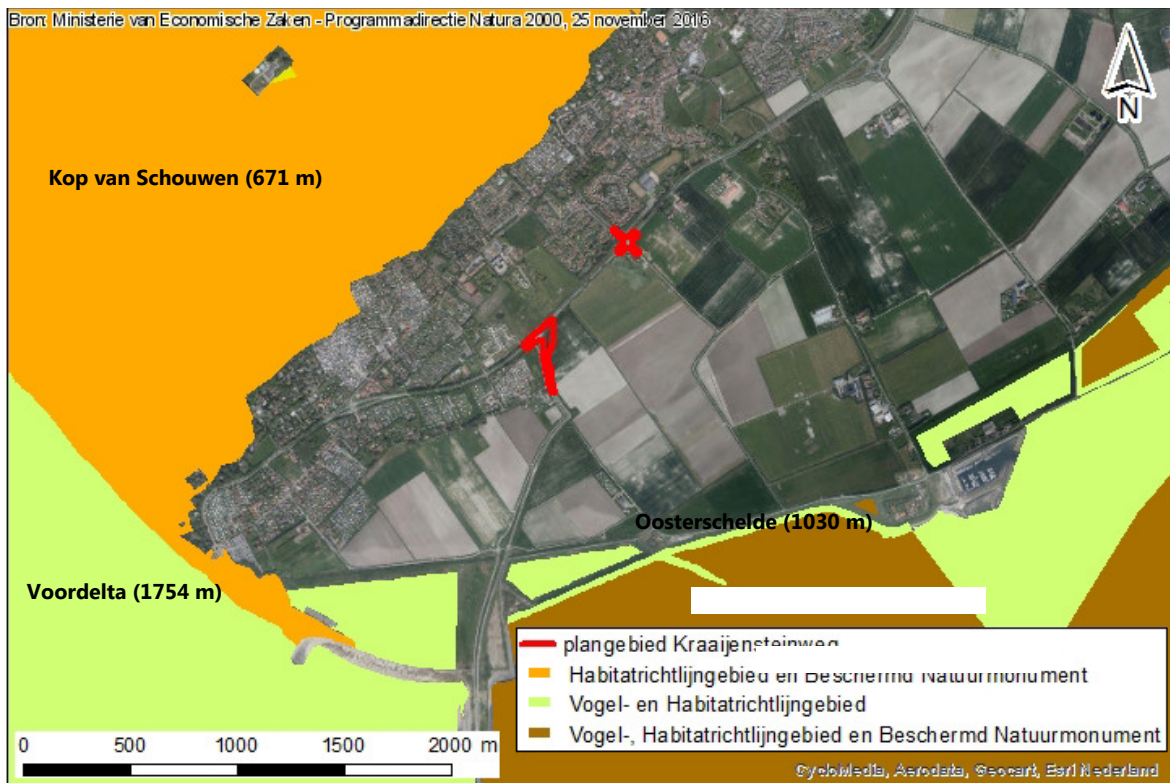 Bron: Ministerie van Economische Zaken - Programmadirectie Natura 2000, 25 november 2016
N
Kop van Schouwen (671 m)
Oosterschelde (1030 m)
Voordelta (1754 m)
plangebied Kraaijensteinweg
Habitatrichtlijngebied en Beschermd Natuurmonument
Vogel- en Habitatrichtlijngebied
Vogel-, Habitatrichtlijngebied en Beschermd Natuurmonument
0 500 1000 1500 2000 m
CycloMedia, Aerodata, Geocart, Esri Nederland